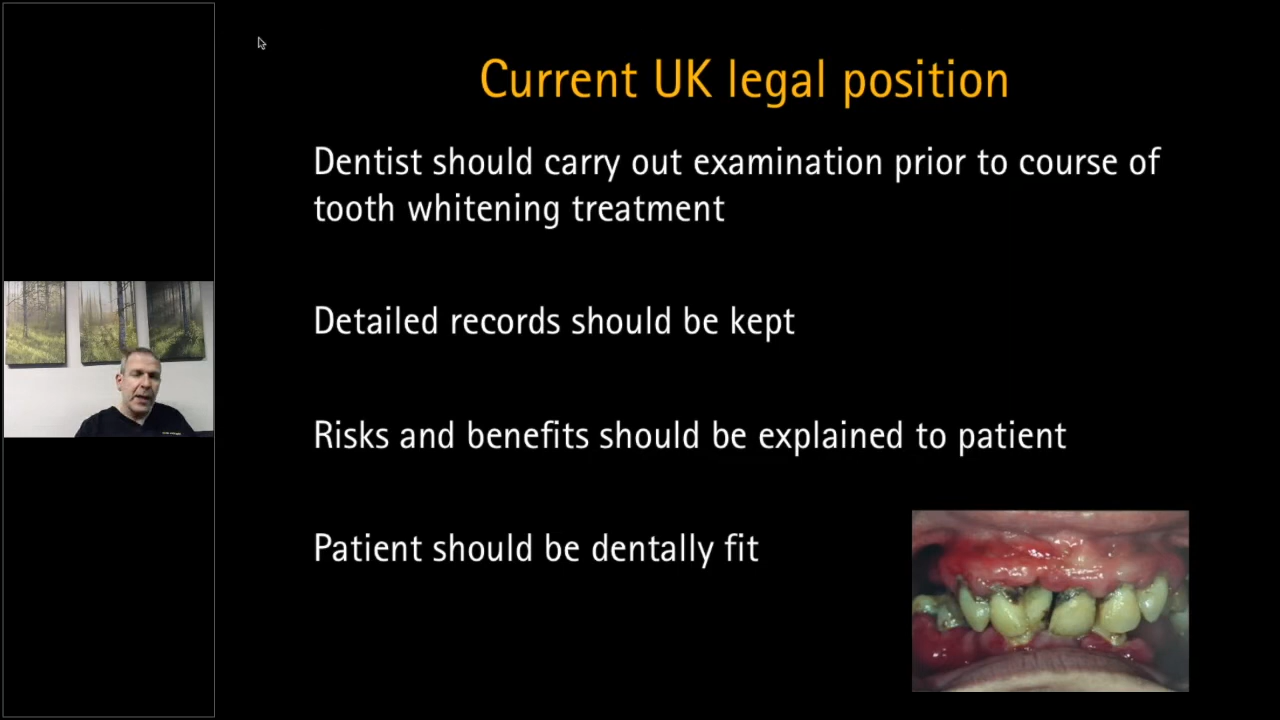 Current UK legal position
Dentist should carry out examination prior to course of
tooth whitening treatment
Detailed records should be kept
Risks and benefits should be explained to patient
Patient should be dentally fit